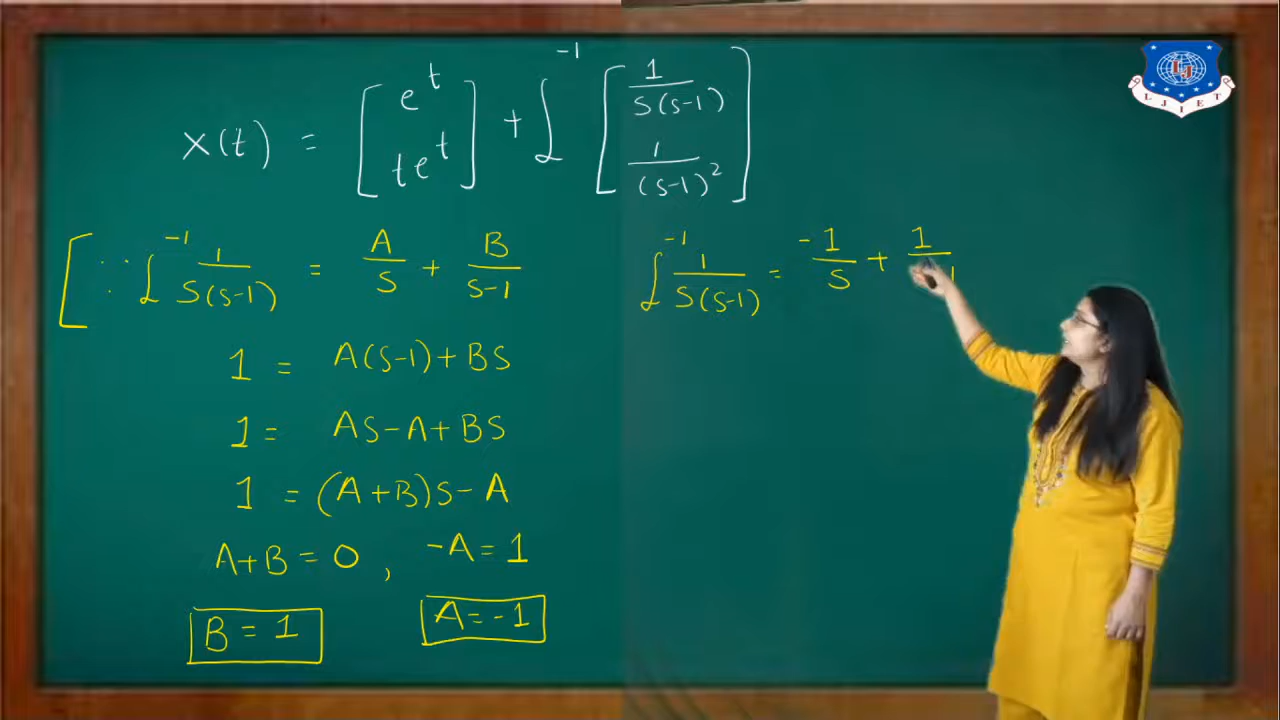 x(t) = [ e^t ; te^t ] + ℒ^-1 [ 1/(s(s-1)) ; 1/(s-1)^2 ]
[ ∵ ℒ^-1 1/(s(s-1)) = A/s + B/(s-1)
1 = A(s-1) + BS
1 = AS - A + BS
1 = (A+B)s - A
A+B = 0 , -A = 1
B = 1 A = -1
ℒ^-1 1/(s(s-1)) = -1/s + 1/ -1
LJIET